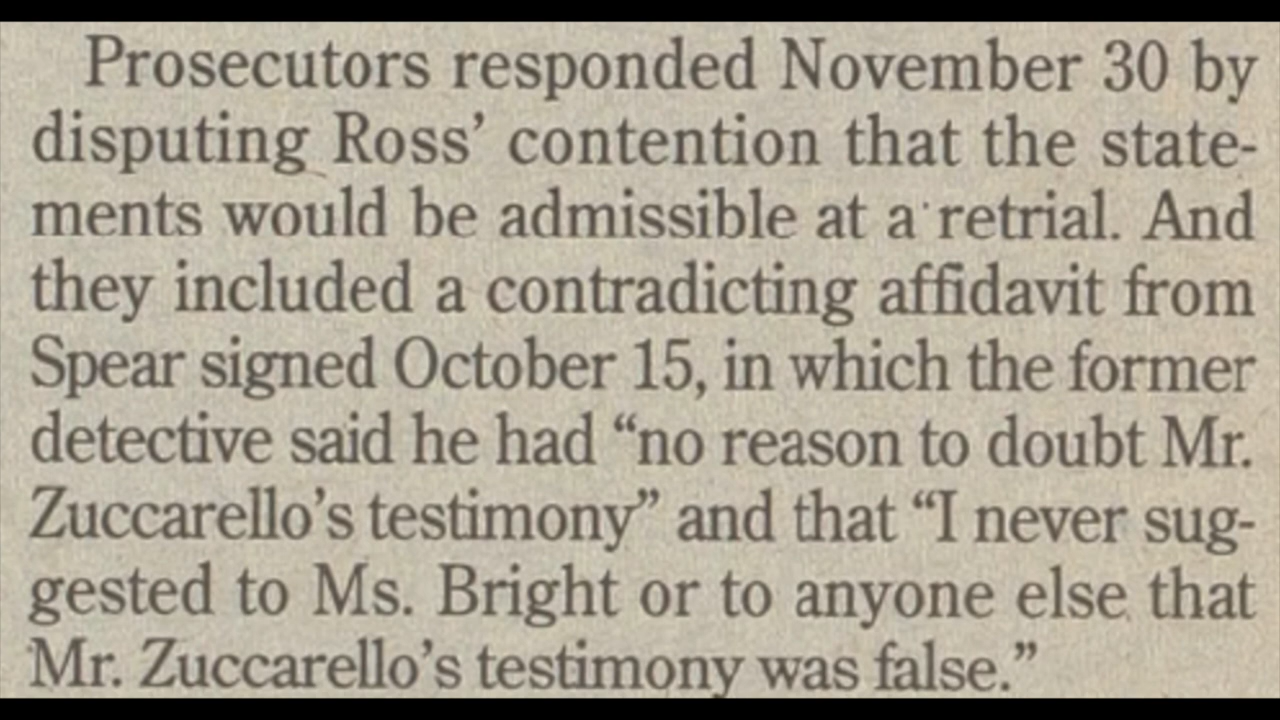 Prosecutors responded November 30 by
disputing Ross’ contention that the state-
ments would be admissible at a retrial. And
they included a contradicting affidavit from
Spear signed October 15, in which the former
detective said he had “no reason to doubt Mr.
Zuccarello’s testimony” and that “I never sug-
gested to Ms. Bright or to anyone else that
Mr. Zuccarello’s testimony was false.”